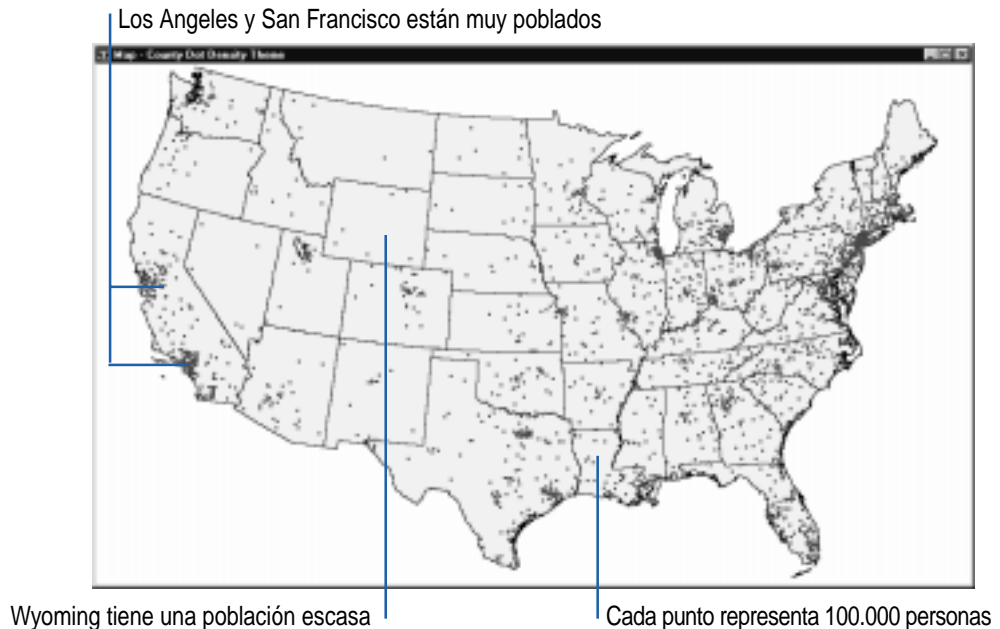 Los Angeles y San Francisco están muy poblados
Map - County Dot Density Theme
Wyoming tiene una población escasa
Cada punto representa 100.000 personas